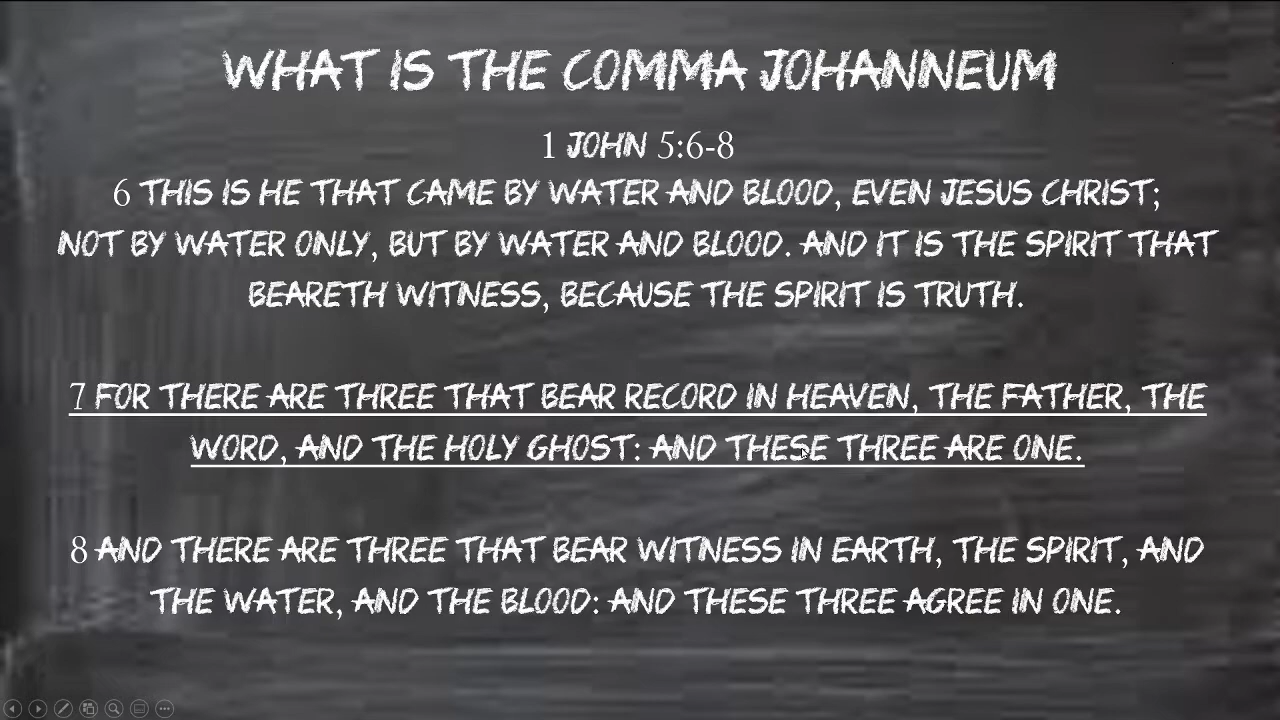 WHAT IS THE COMMA JOHANNEUM
1 JOHN 5:6-8
6 THIS IS HE THAT CAME BY WATER AND BLOOD, EVEN JESUS CHRIST;
NOT BY WATER ONLY, BUT BY WATER AND BLOOD. AND IT IS THE SPIRIT THAT
BEARETH WITNESS, BECAUSE THE SPIRIT IS TRUTH.
7 FOR THERE ARE THREE THAT BEAR RECORD IN HEAVEN, THE FATHER, THE
WORD, AND THE HOLY GHOST: AND THESE THREE ARE ONE.
8 AND THERE ARE THREE THAT BEAR WITNESS IN EARTH, THE SPIRIT, AND
THE WATER, AND THE BLOOD: AND THESE THREE AGREE IN ONE.